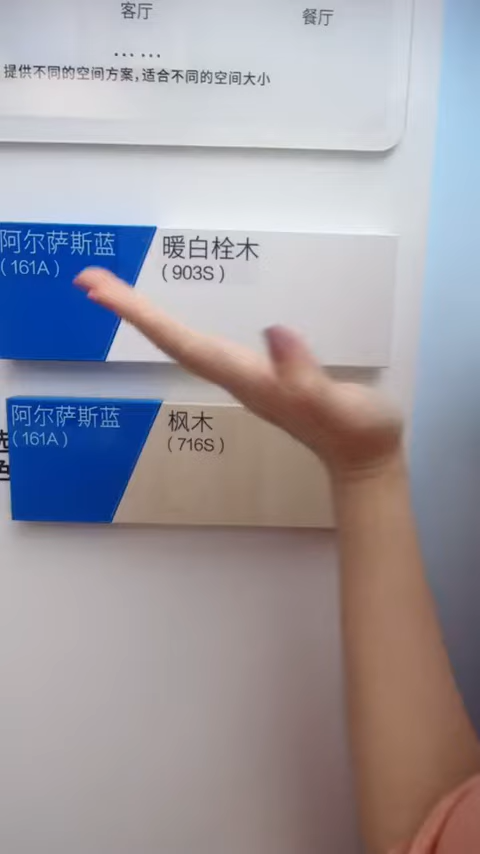 客厅 餐厅
……
提供不同的空间方案,适合不同的空间大小
阿尔萨斯蓝
(161A)
暖白栓木
(903S)
阿尔萨斯蓝
(161A)
枫木
(716S)
色